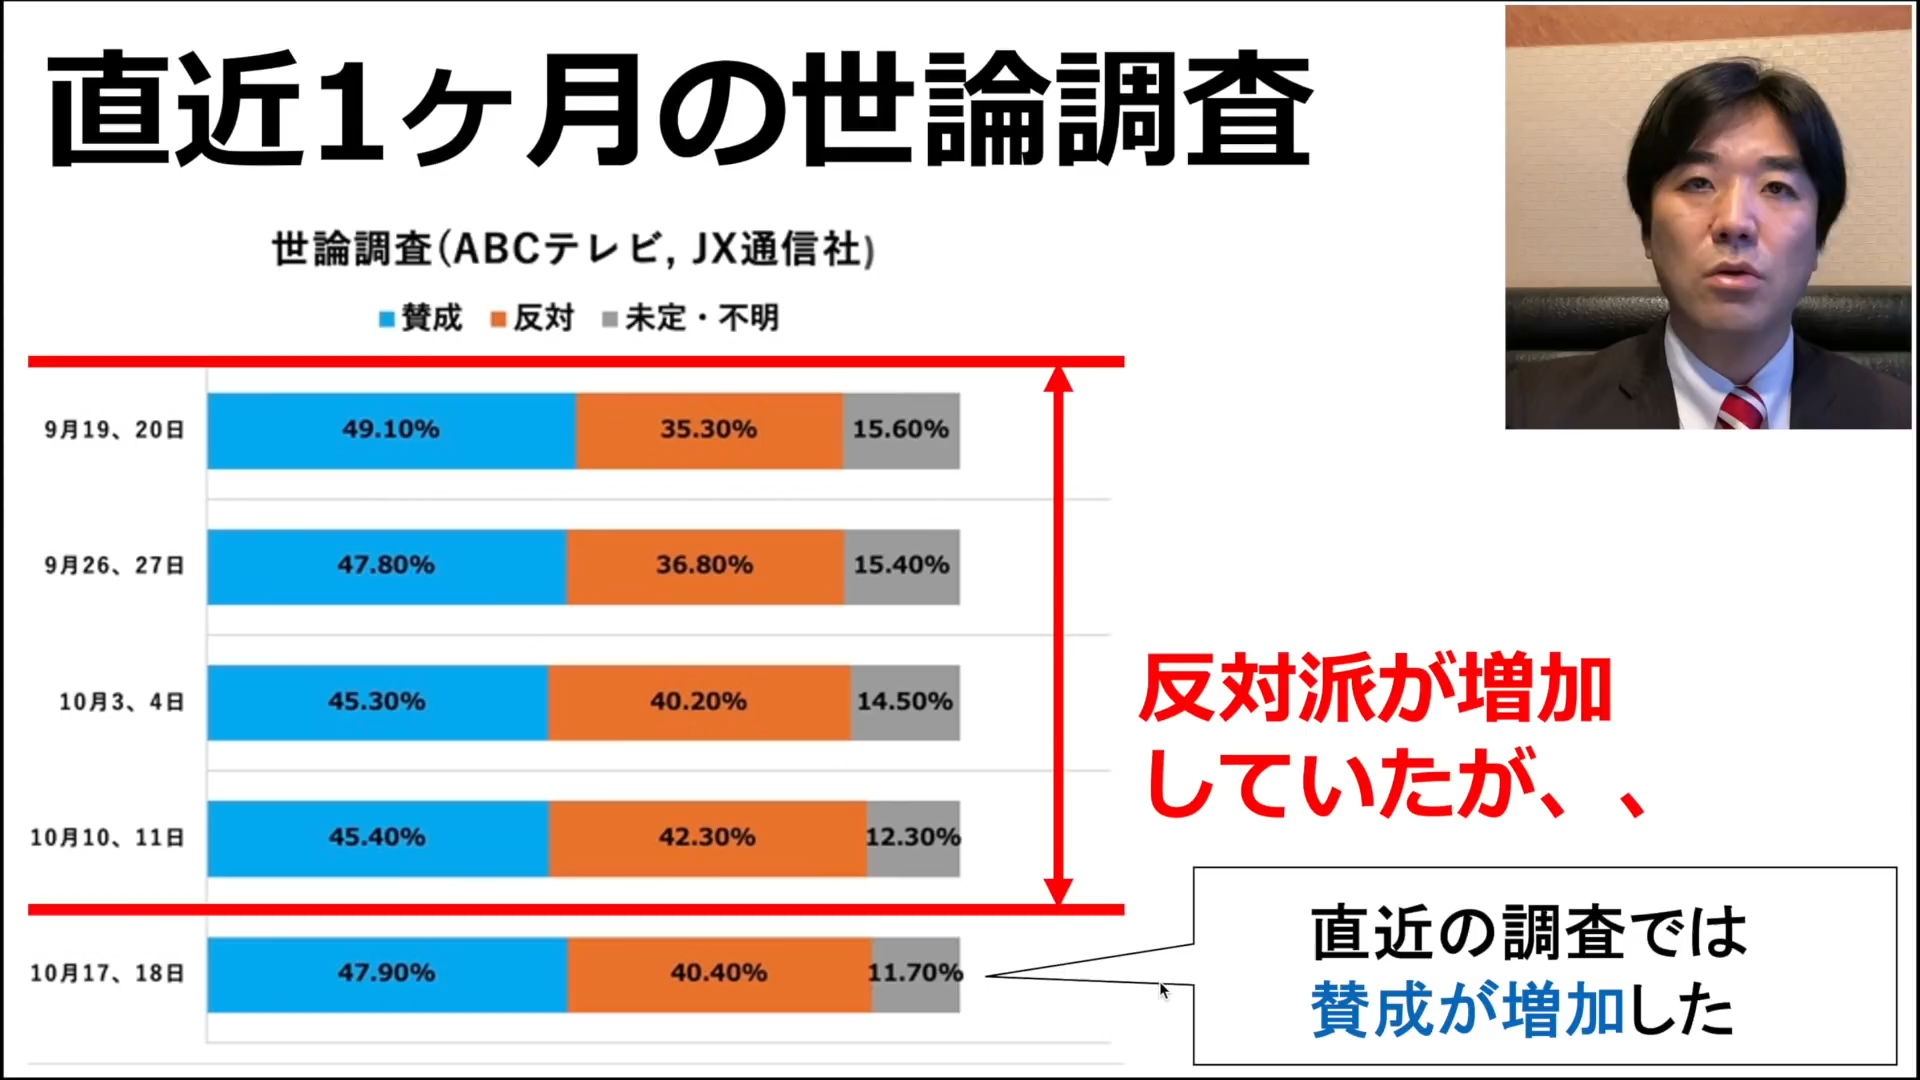 直近1ヶ月の世論調査
世論調査(ABCテレビ, JX通信社)
賛成 反対 未定・不明
9月19、20日 49.10% 35.30% 15.60%
9月26、27日 47.80% 36.80% 15.40%
10月3、4日 45.30% 40.20% 14.50%
10月10、11日 45.40% 42.30% 12.30%
10月17、18日 47.90% 40.40% 11.70%
反対派が増加
していたが、、
直近の調査では
賛成が増加した